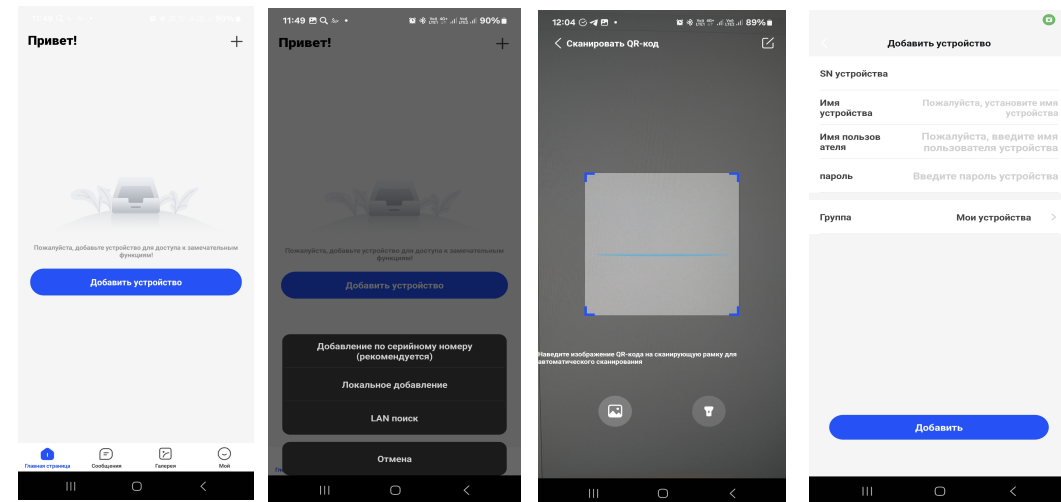 Привет!
Пожалуйста, добавьте устройство для доступа к замечательным
функциям!
Добавить устройство
Главная страница
Сообщения
Галерея
Мой
11:49
90%
Привет!
Пожалуйста, добавьте устройство для доступа к замечательным
функциям!
Добавить устройство
Добавление по серийному номеру
(рекомендуется)
Локальное добавление
LAN поиск
Отмена
12:04
89%
Сканировать QR-код
Наведите изображение QR-кода на сканирующую рамку для
автоматического сканирования
Добавить устройство
SN устройства
Имя
устройства
Пожалуйста, установите имя
устройства
Имя пользов
ателя
Пожалуйста, введите имя
пользователя устройства
пароль
Введите пароль устройства
Группа
Мои устройства
Добавить